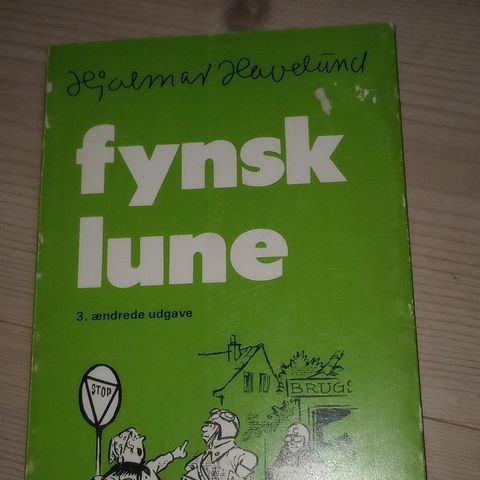 Hjalmar Havelund
fynsk
lune
3. ændrede udgave
STOP
BRUGS